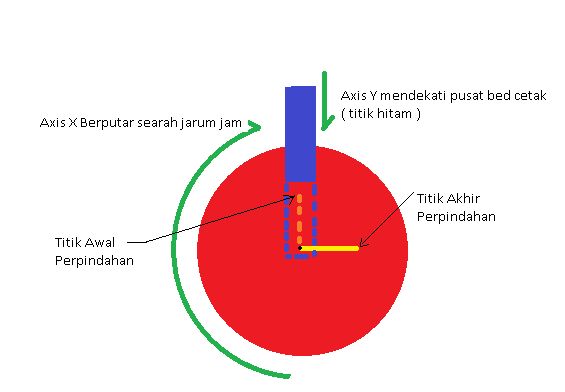 Axis Y mendekati pusat bed cetak
( titik hitam )
Axis X Berputar searah jarum jam
Titik Akhir
Perpindahan
Titik Awal
Perpindahan